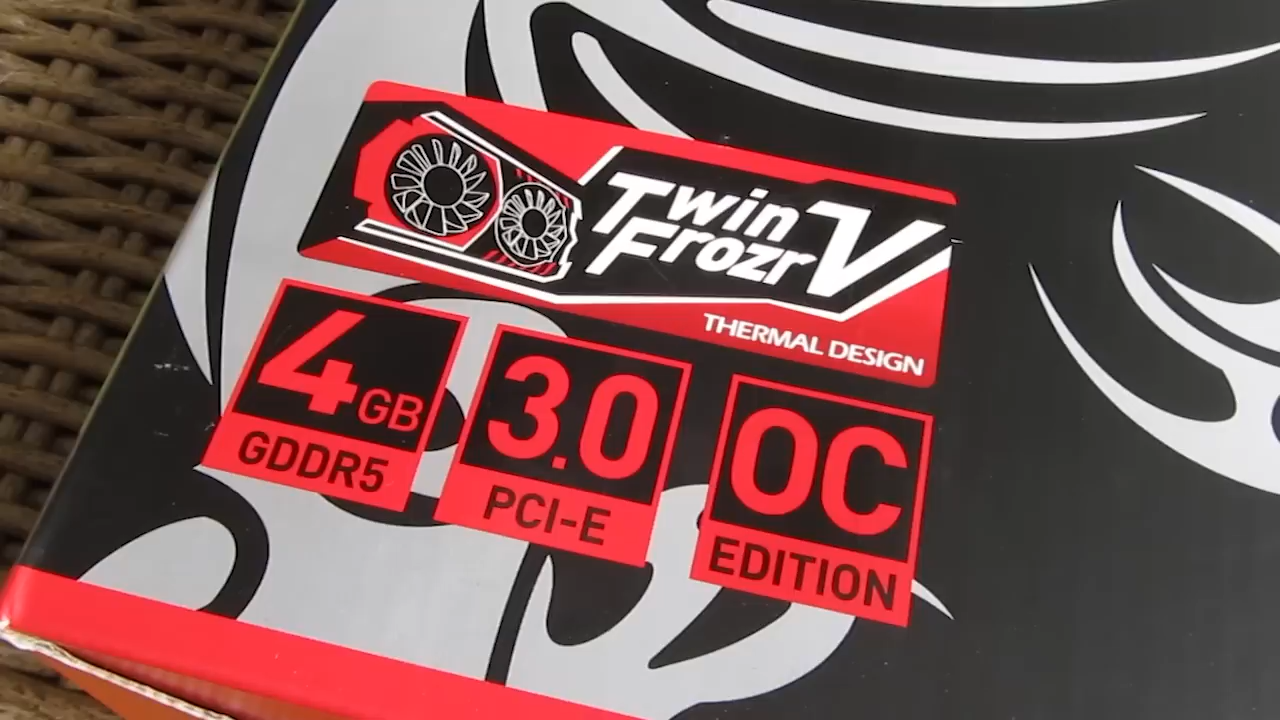 Twin
Frozr V
THERMAL DESIGN
4GB
GDDR5
3.0
PCI-E
OC
EDITION